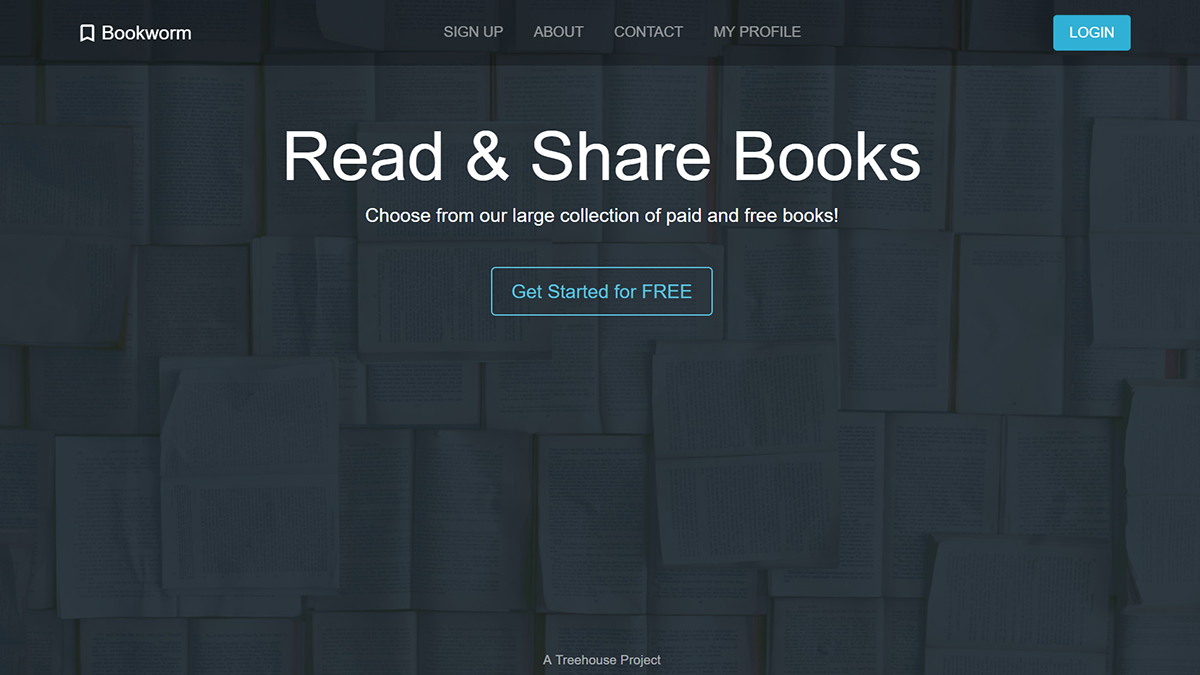 Bookworm
SIGN UP
ABOUT
CONTACT
MY PROFILE
LOGIN
Read & Share Books
Choose from our large collection of paid and free books!
Get Started for FREE
A Treehouse Project